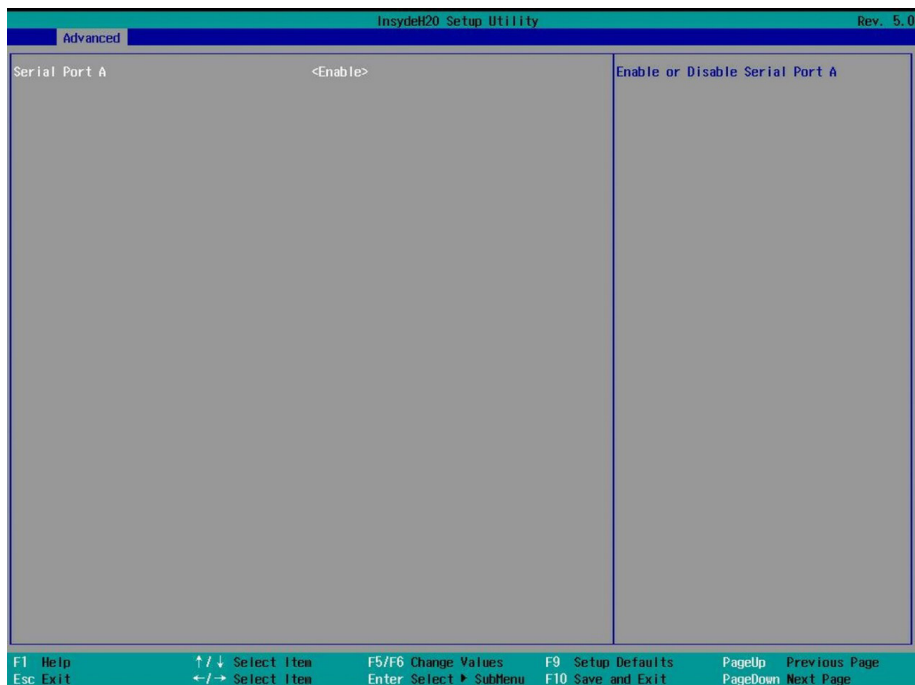 InsydeH20 Setup Utility Rev. 5.0
Advanced
Serial Port A <Enable> Enable or Disable Serial Port A
F1 Help ↑/↓ Select Item F5/F6 Change Values F9 Setup Defaults PageUp Previous Page
Esc Exit ←/→ Select Item Enter Select ▶ SubMenu F10 Save and Exit PageDown Next Page